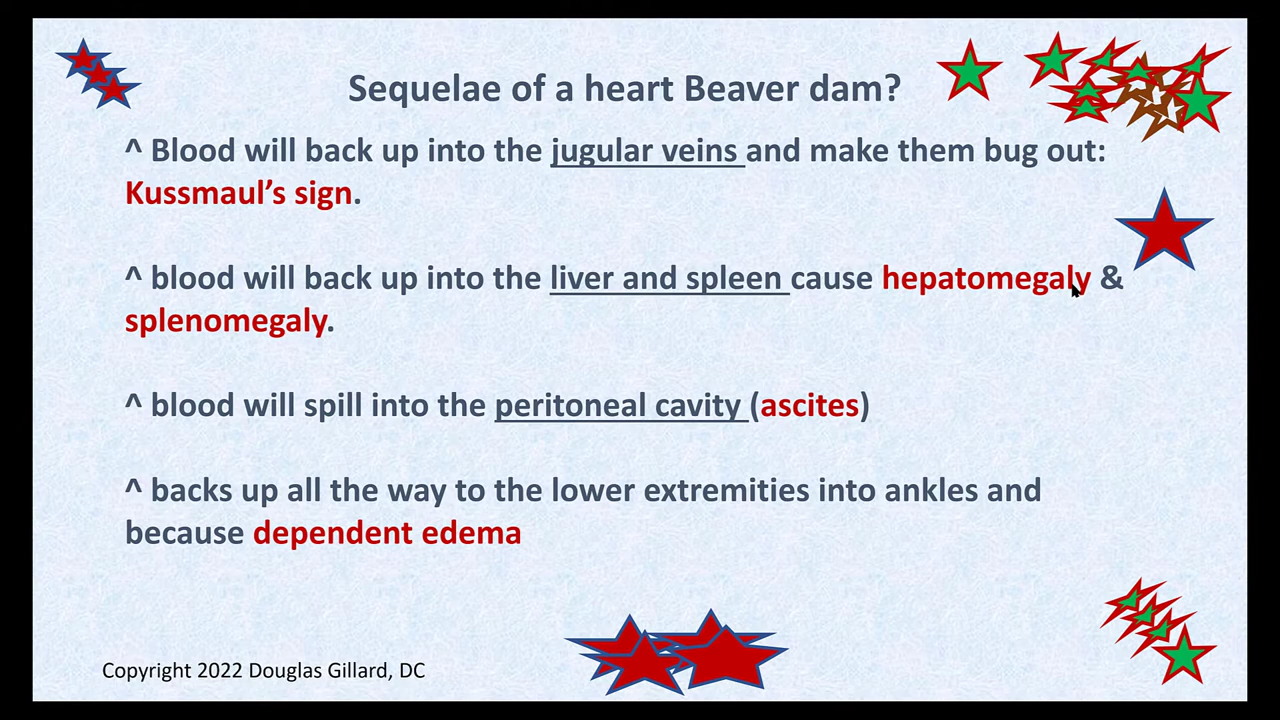 Sequelae of a heart Beaver dam?
^ Blood will back up into the jugular veins and make them bug out:
Kussmaul’s sign.
^ blood will back up into the liver and spleen cause hepatomegaly &
splenomegaly.
^ blood will spill into the peritoneal cavity (ascites)
^ backs up all the way to the lower extremities into ankles and
because dependent edema
Copyright 2022 Douglas Gillard, DC